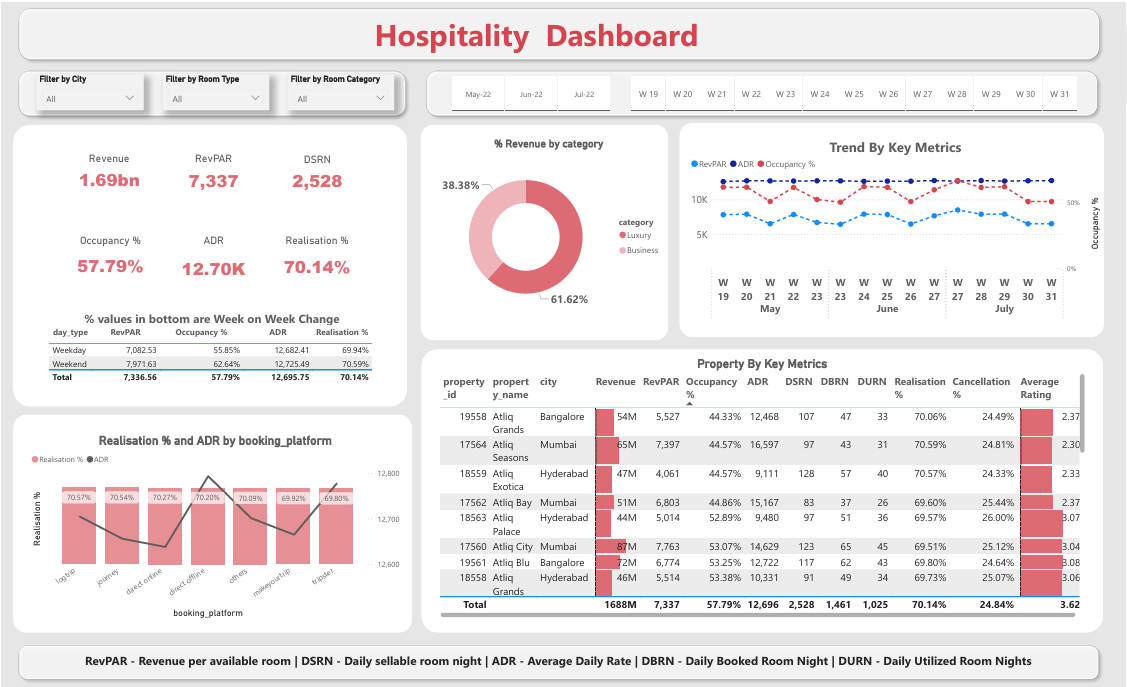 Hospitality Dashboard
Filter by City
All
Filter by Room Type
All
Filter by Room Category
All
May-22 Jun-22 Jul-22
W 19 W 20 W 21 W 22 W 23 W 24 W 25 W 26 W 27 W 28 W 29 W 30 W 31
Revenue
1.69bn
RevPAR
7,337
DSRN
2,528
Occupancy %
57.79%
ADR
12.70K
Realisation %
70.14%
% values in bottom are Week on Week Change
day_type RevPAR Occupancy % ADR Realisation %
Weekday 7,082.53 55.85% 12,682.41 69.94%
Weekend 7,971.63 62.64% 12,725.49 70.59%
Total 7,336.56 57.79% 12,695.75 70.14%
% Revenue by category
38.38%
61.62%
category
Luxury
Business
Trend By Key Metrics
RevPAR ADR Occupancy %
10K
5K
50%
0%
Occupancy %
W W W W W W W W W W W W W W W
19 20 21 22 23 23 24 25 26 27 27 28 29 30 31
May June July
Realisation % and ADR by booking_platform
Realisation % ADR
Realisation %
70.57% 70.54% 70.27% 70.20% 70.09% 69.92% 69.80%
12,800
12,700
12,600
logtrip journey direct online direct offline others makeyourtrip tripster
booking_platform
Property By Key Metrics
property propert city Revenue RevPAR Occupancy ADR DSRN DBRN DURN Realisation Cancellation Average
_id y_name % % % Rating
19558 Atliq Bangalore 54M 5,527 44.33% 12,468 107 47 33 70.06% 24.49% 2.37
Grands
17564 Atliq Mumbai 65M 7,397 44.57% 16,597 97 43 31 70.59% 24.81% 2.30
Seasons
18559 Atliq Hyderabad 47M 4,061 44.57% 9,111 128 57 40 70.57% 24.33% 2.33
Exotica
17562 Atliq Bay Mumbai 51M 6,803 44.86% 15,167 83 37 26 69.60% 25.44% 2.37
18563 Atliq Hyderabad 44M 5,014 52.89% 9,480 97 51 36 69.57% 26.00% 3.07
Palace
17560 Atliq City Mumbai 87M 7,763 53.07% 14,629 123 65 45 69.51% 25.12% 3.04
19561 Atliq Blu Bangalore 72M 6,774 53.25% 12,722 117 62 43 69.80% 24.64% 3.08
18558 Atliq Hyderabad 46M 5,514 53.38% 10,331 91 49 34 69.73% 25.07% 3.06
Grands
Total 1688M 7,337 57.79% 12,696 2,528 1,461 1,025 70.14% 24.84% 3.62
RevPAR - Revenue per available room | DSRN - Daily sellable room night | ADR - Average Daily Rate | DBRN - Daily Booked Room Night | DURN - Daily Utilized Room Nights